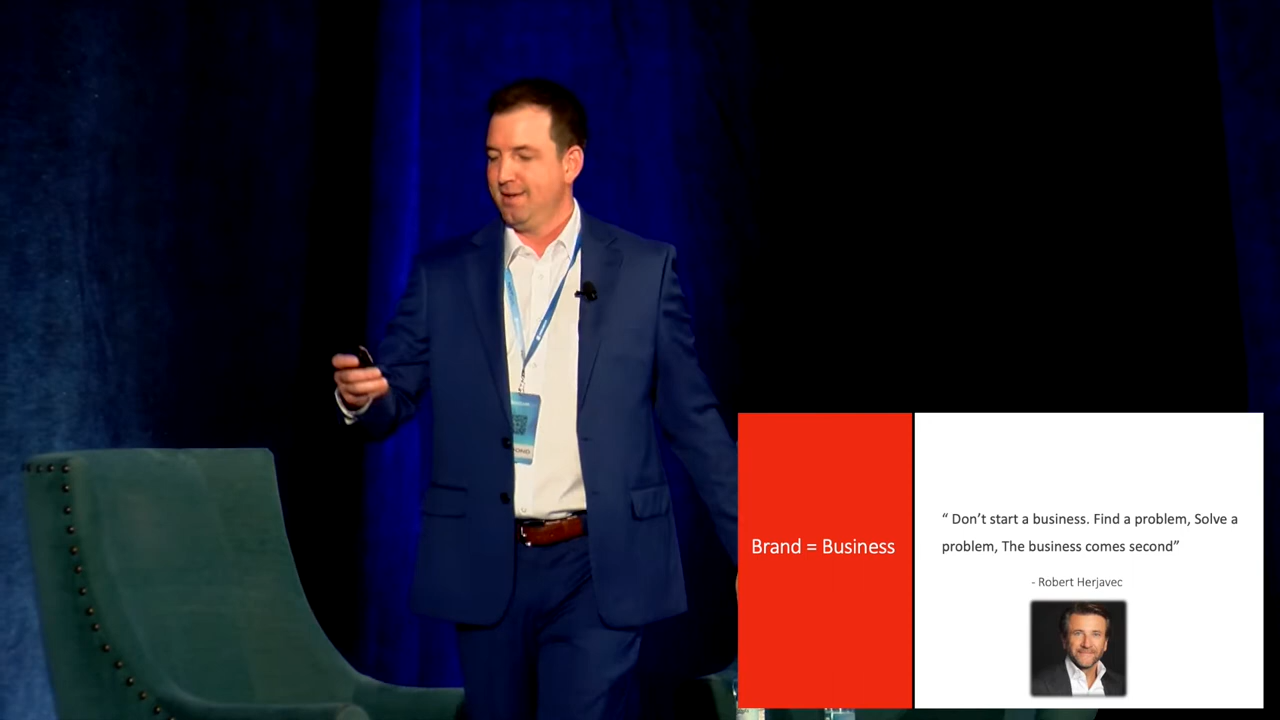 Brand = Business
“ Don’t start a business. Find a problem, Solve a
problem, The business comes second”
- Robert Herjavec